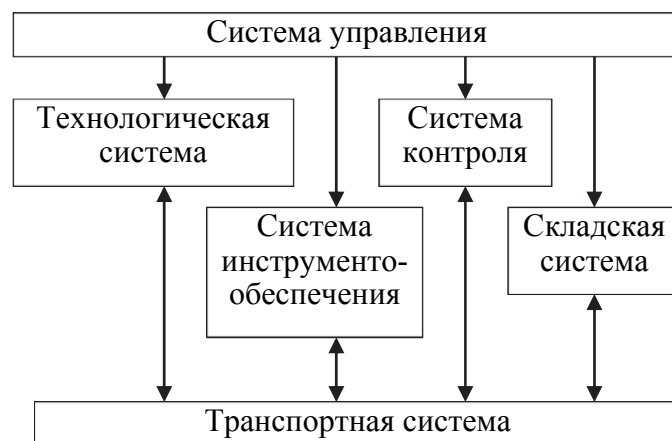 Система управления
Технологическая
система
Система
контроля
Система
инструменто-
обеспечения
Складская
система
Транспортная система